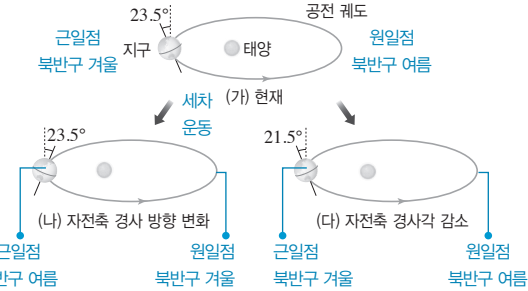 23.5°
공전 궤도
근일점
북반구 겨울
지구
태양
원일점
북반구 여름
(가) 현재
세차
운동
23.5°
21.5°
(나) 자전축 경사 방향 변화
(다) 자전축 경사각 감소
근일점
반구 여름
원일점
북반구 겨울
근일점
북반구 겨울
원일점
북반구 여름